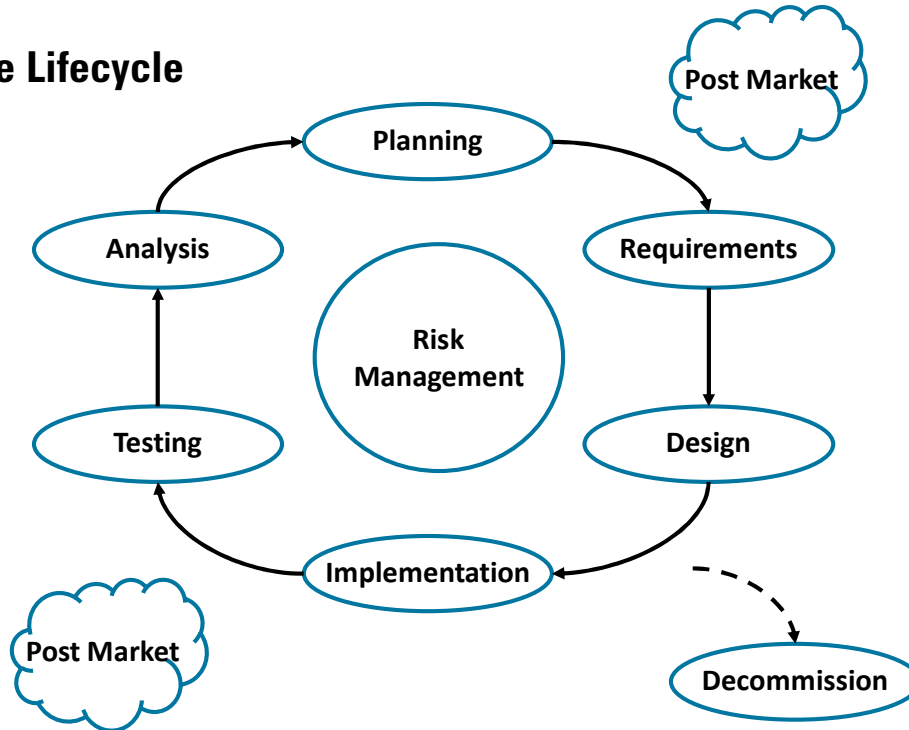 e Lifecycle
Post Market
Planning
Analysis
Requirements
Risk
Management
Testing
Design
Implementation
Post Market
Decommission